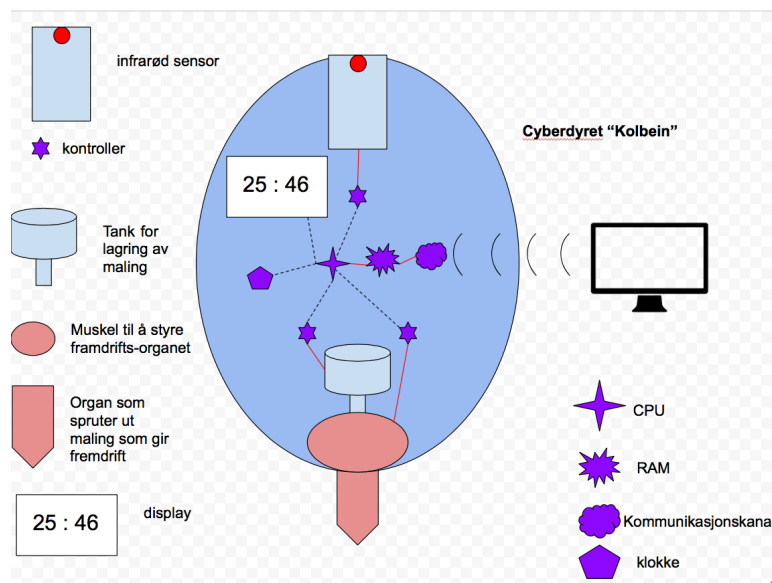 infrarød sensor
Cyberdyret “Kolbein”
kontroller
25 : 46
Tank for
lagring av
maling
Muskel til å styre
framdrifts-organet
Organ som
spruter ut
maling som gir
fremdrift
CPU
RAM
Kommunikasjonskana
klokke
25 : 46
display